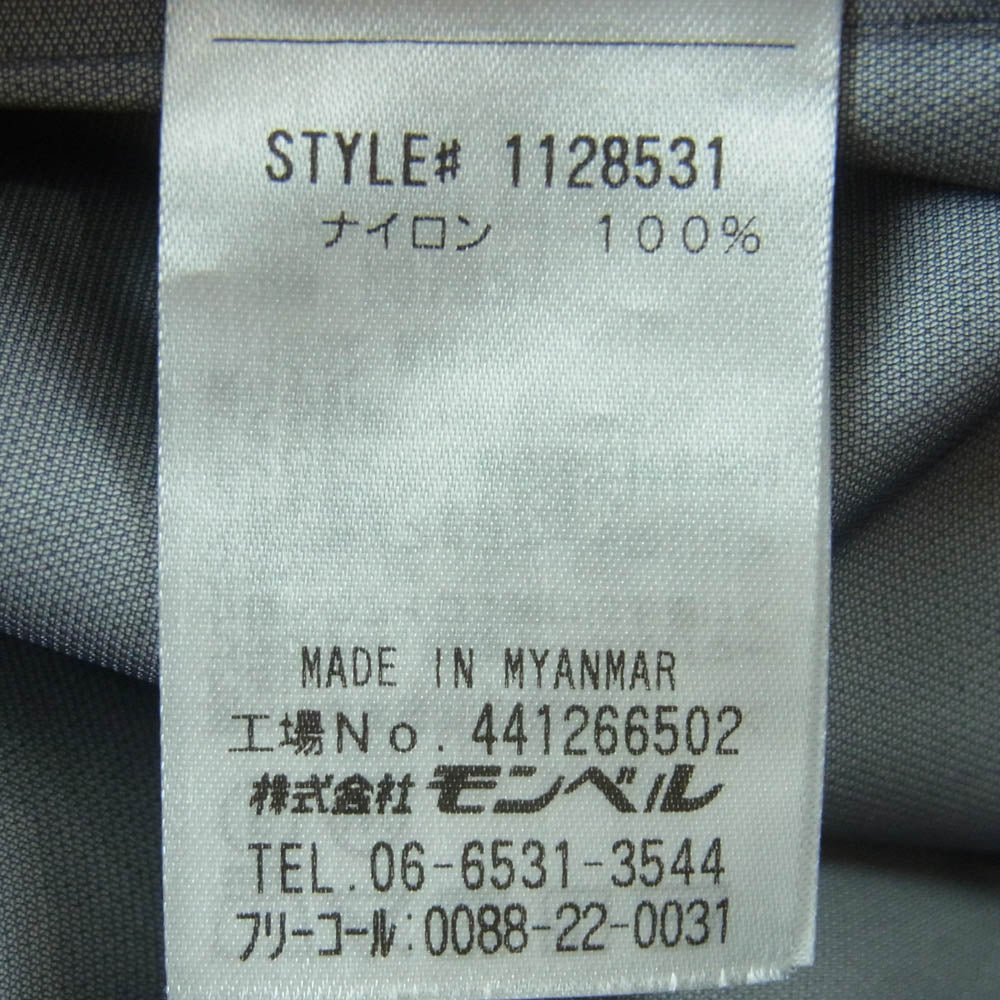 STYLE# 1128531
ナイロン 100%
MADE IN MYANMAR
工場No. 441266502
株式会社 モンベル
TEL.06-6531-3544
フリーコール:0088-22-0031